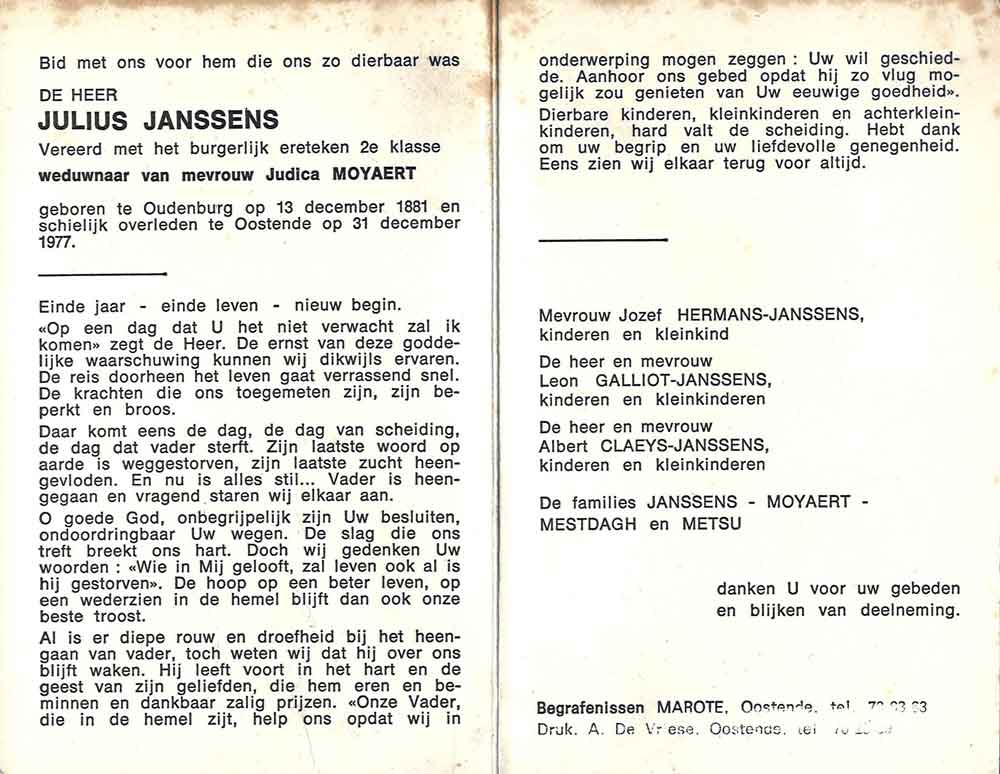 Bid met ons voor hem die ons zo dierbaar was
DE HEER
JULIUS JANSSENS
Vereerd met het burgerlijk ereteken 2e klasse
weduwnaar van mevrouw Judica MOYAERT
geboren te Oudenburg op 13 december 1881 en
schielijk overleden te Oostende op 31 december
1977.
Einde jaar - einde leven - nieuw begin.
«Op een dag dat U het niet verwacht zal ik
komen» zegt de Heer. De ernst van deze godde-
lijke waarschuwing kunnen wij dikwijls ervaren.
De reis doorheen het leven gaat verrassend snel.
De krachten die ons toegemeten zijn, zijn be-
perkt en broos.
Daar komt eens de dag, de dag van scheiding,
de dag dat vader sterft. Zijn laatste woord op
aarde is weggestorven, zijn laatste zucht heen-
gevloden. En nu is alles stil... Vader is heen-
gegaan en vragend staren wij elkaar aan.
O goede God, onbegrijpelijk zijn Uw besluiten,
ondoordringbaar Uw wegen. De slag die ons
treft breekt ons hart. Doch wij gedenken Uw
woorden : «Wie in Mij gelooft, zal leven ook al is
hij gestorven». De hoop op een beter leven, op
een wederzien in de hemel blijft dan ook onze
beste troost.
Al is er diepe rouw en droefheid bij het heen-
gaan van vader, toch weten wij dat hij over ons
blijft waken. Hij leeft voort in het hart en de
geest van zijn geliefden, die hem eren en be-
minnen en dankbaar zalig prijzen. «Onze Vader,
die in de hemel zijt, help ons opdat wij in
onderwerping mogen zeggen : Uw wil geschied-
de. Aanhoor ons gebed opdat hij zo vlug mo-
gelijk zou genieten van Uw eeuwige goedheid».
Dierbare kinderen, kleinkinderen en achterklein-
kinderen, hard valt de scheiding. Hebt dank
om uw begrip en uw liefdevolle genegenheid.
Eens zien wij elkaar terug voor altijd.
Mevrouw Jozef HERMANS-JANSSENS,
kinderen en kleinkind
De heer en mevrouw
Leon GALLIOT-JANSSENS,
kinderen en kleinkinderen
De heer en mevrouw
Albert CLAEYS-JANSSENS,
kinderen en kleinkinderen
De families JANSSENS - MOYAERT -
MESTDAGH en METSU
danken U voor uw gebeden
en blijken van deelneming.
Begrafenissen MAROTE, Oostende, tel.
Druk. A. De Vriese, Oostende, tel